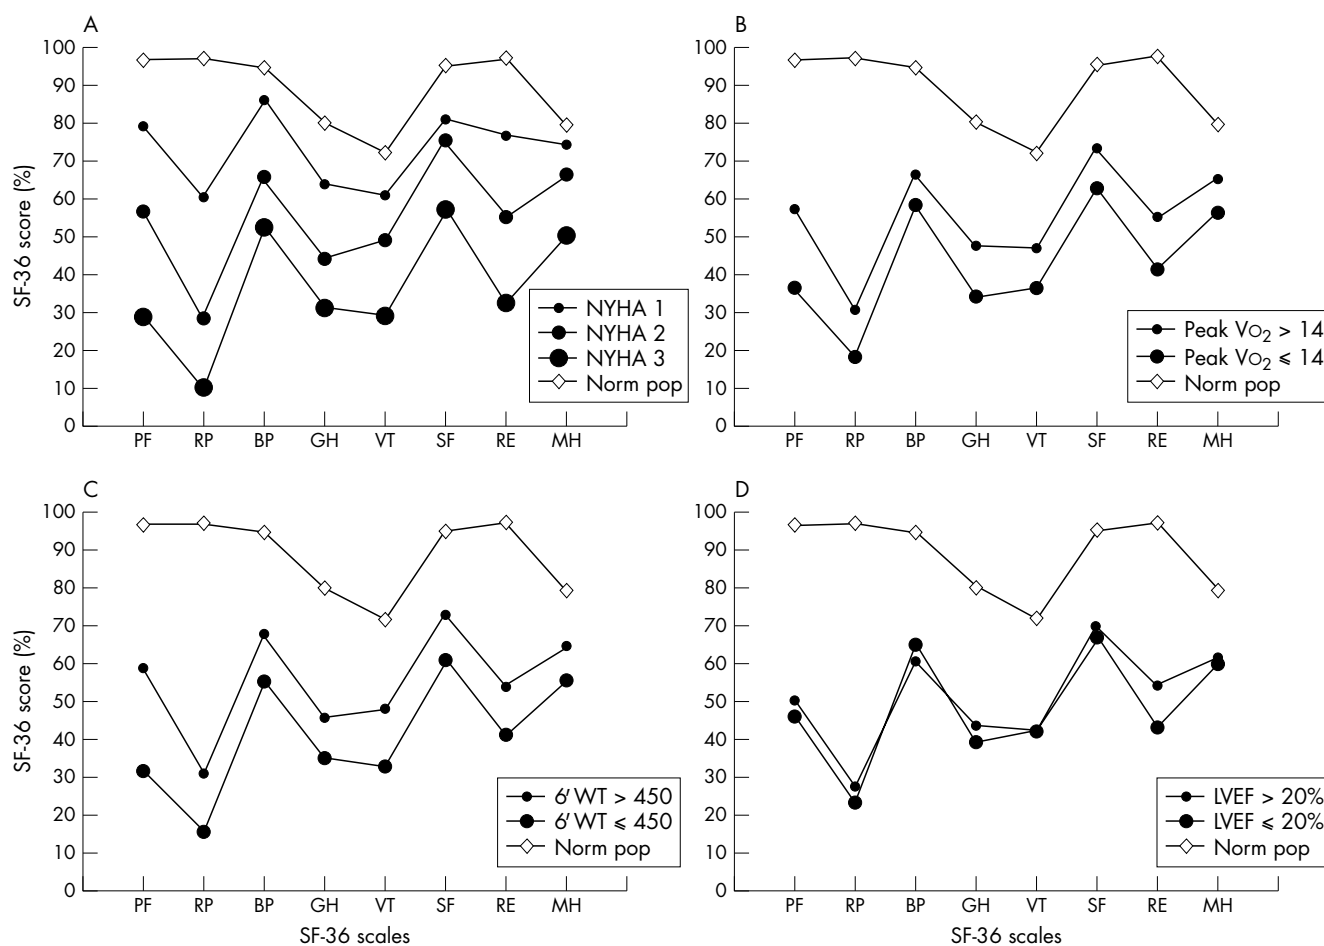 A
SF-36 score (%)
100
90
80
70
60
50
40
30
20
10
0
PF RP BP GH VT SF RE MH
NYHA 1
NYHA 2
NYHA 3
Norm pop
B
100
90
80
70
60
50
40
30
20
10
0
PF RP BP GH VT SF RE MH
Peak VO2 > 14
Peak VO2 ⩽ 14
Norm pop
C
SF-36 score (%)
100
90
80
70
60
50
40
30
20
10
0
PF RP BP GH VT SF RE MH
SF-36 scales
6′ WT > 450
6′ WT ⩽ 450
Norm pop
D
100
90
80
70
60
50
40
30
20
10
0
PF RP BP GH VT SF RE MH
SF-36 scales
LVEF > 20%
LVEF ⩽ 20%
Norm pop